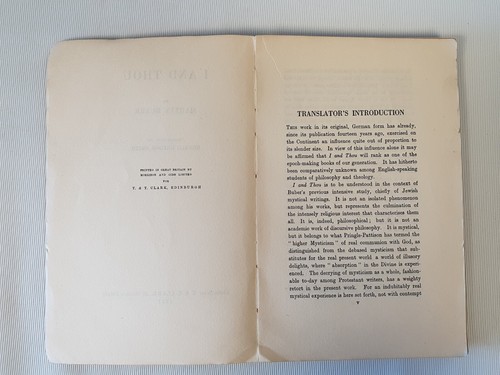 PRINTED IN GREAT BRITAIN BY
MORRISON AND GIBB LIMITED
FOR
T. & T. CLARK, EDINBURGH
TRANSLATOR'S INTRODUCTION
THIS work in its original, German form has already,
since its publication fourteen years ago, exercised on
the Continent an influence quite out of proportion to
its slender size. In view of this influence alone it may
be affirmed that I and Thou will rank as one of the
epoch-making books of our generation. It has hitherto
been comparatively unknown among English-speaking
students of philosophy and theology.
I and Thou is to be understood in the context of
Buber's previous intensive study, chiefly of Jewish
mystical writings. It is not an isolated phenomenon
among his works, but represents the culmination of
the intensely religious interest that characterises them
all. It is, indeed, philosophical; but it is not an
academic work of discursive philosophy. It is mystical,
but it belongs to what Pringle-Pattison has termed the
"higher Mysticism" of real communion with God, as
distinguished from the debased mysticism that sub-
stitutes for the real present world a world of illusory
delights, where "absorption" in the Divine is experi-
enced. The decrying of mysticism as a whole, fashion-
able to-day among Protestant writers, has a weighty
retort in the present work. For an indubitably real
mystical experience is here set forth, not with contempt
v